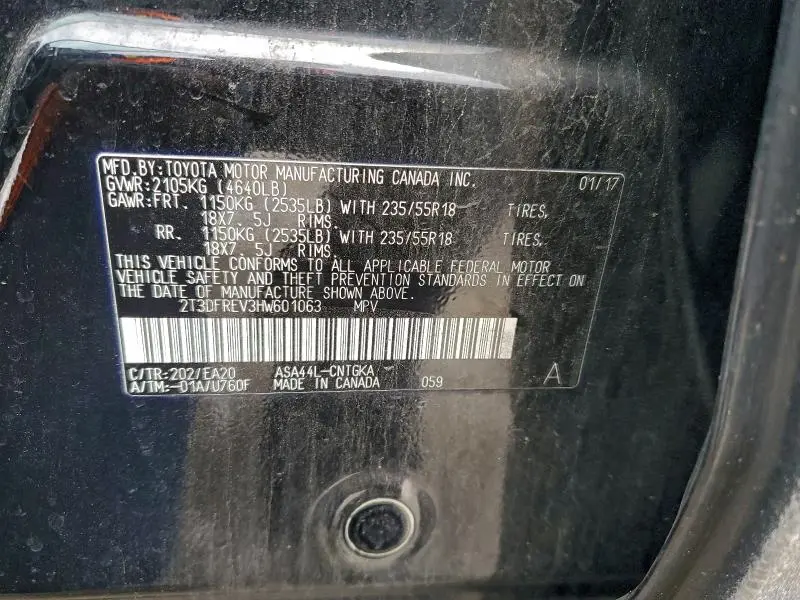 MFD.BY:TOYOTA MOTOR MANUFACTURING CANADA INC. 01/17
GVWR:2105KG (4640LB)
GAWR:FRT. 1150KG (2535LB) WITH 235/55R18 TIRES,
18X7.5J RIMS.
RR. 1150KG (2535LB) WITH 235/55R18 TIRES,
18X7.5J RIMS.
THIS VEHICLE CONFORMS TO ALL APPLICABLE FEDERAL MOTOR
VEHICLE SAFETY AND THEFT PREVENTION STANDARDS IN EFFECT ON
THE DATE OF MANUFACTURE SHOWN ABOVE.
2T3DFREV3HW601063 MPV
C/TR:202/EA20 ASA44L-CNTGKA
A/TM:-01A/U760F MADE IN CANADA 059 A